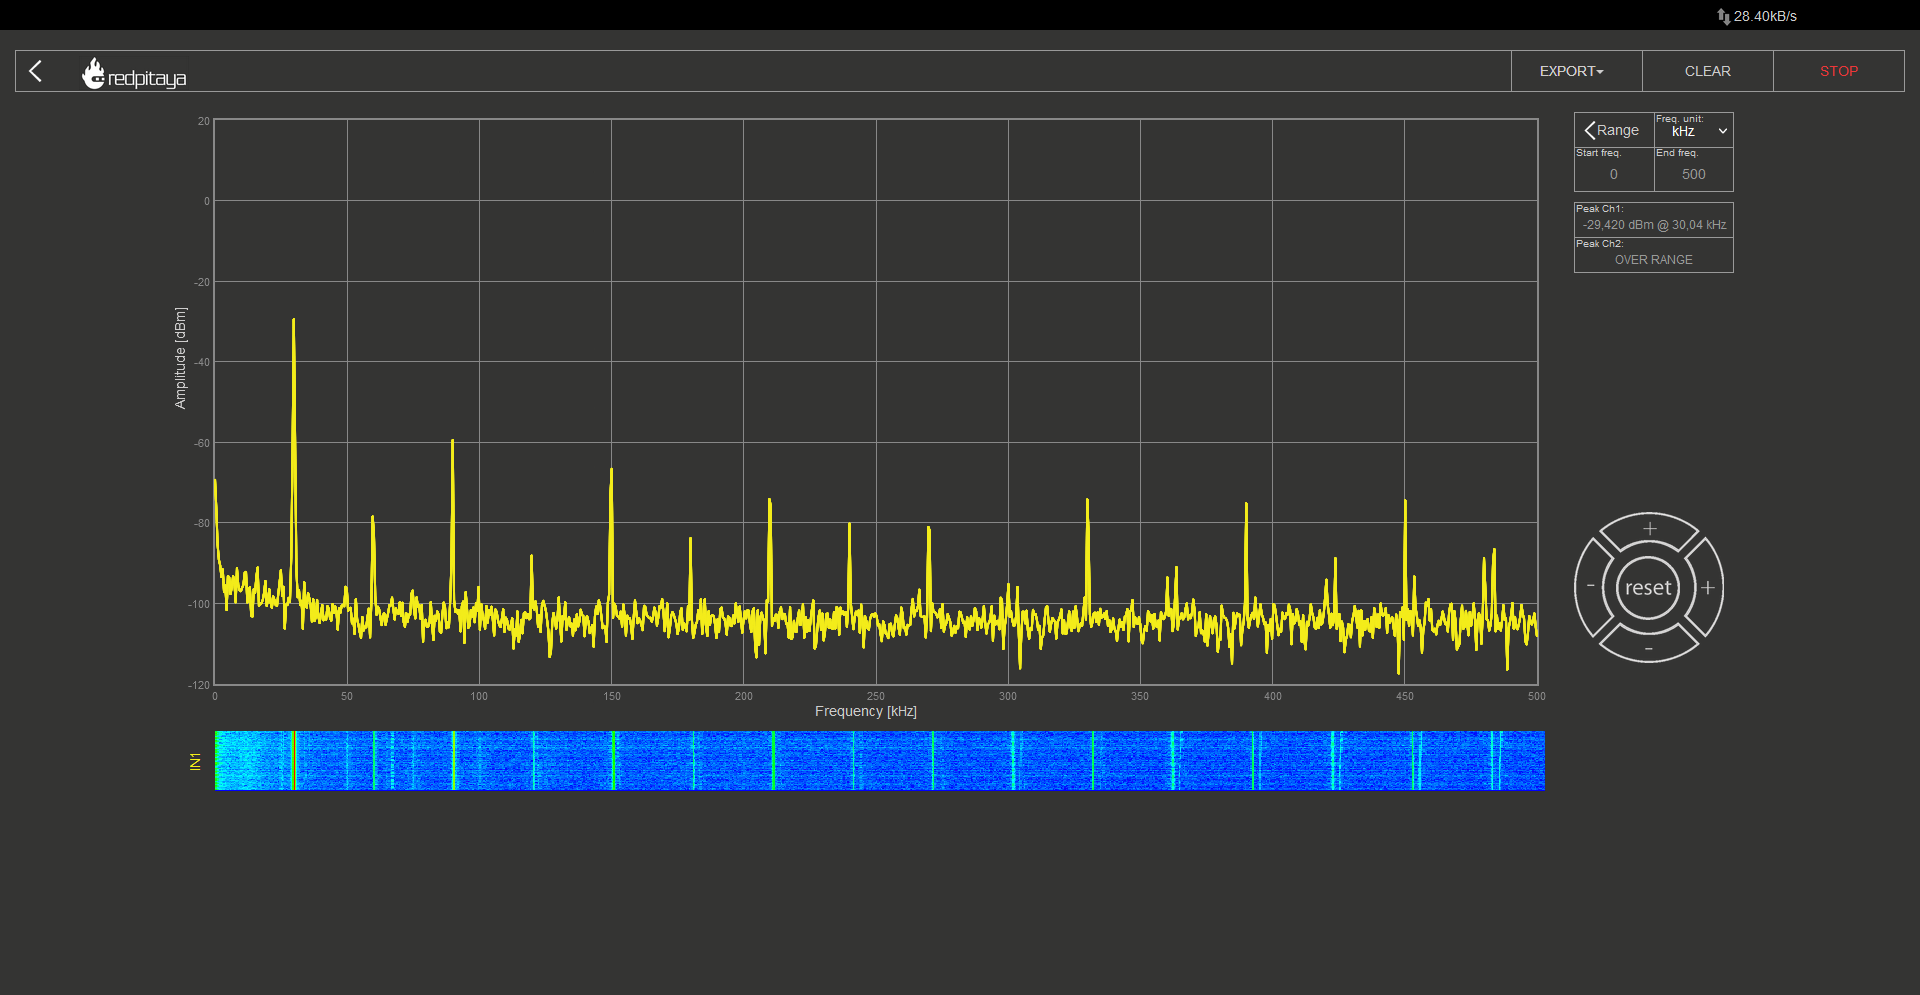 28.40kB/s
redpitaya
EXPORT
CLEAR
STOP
Range
Freq. unit:
kHz
Start freq.
0
End freq.
500
Peak Ch1:
-29,420 dBm @ 30,04 kHz
Peak Ch2:
OVER RANGE
20
0
-20
-40
-60
-80
-100
-120
Amplitude [dBm]
0 50 100 150 200 250 300 350 400 450 500
Frequency [kHz]
IN1
+
- reset +
-